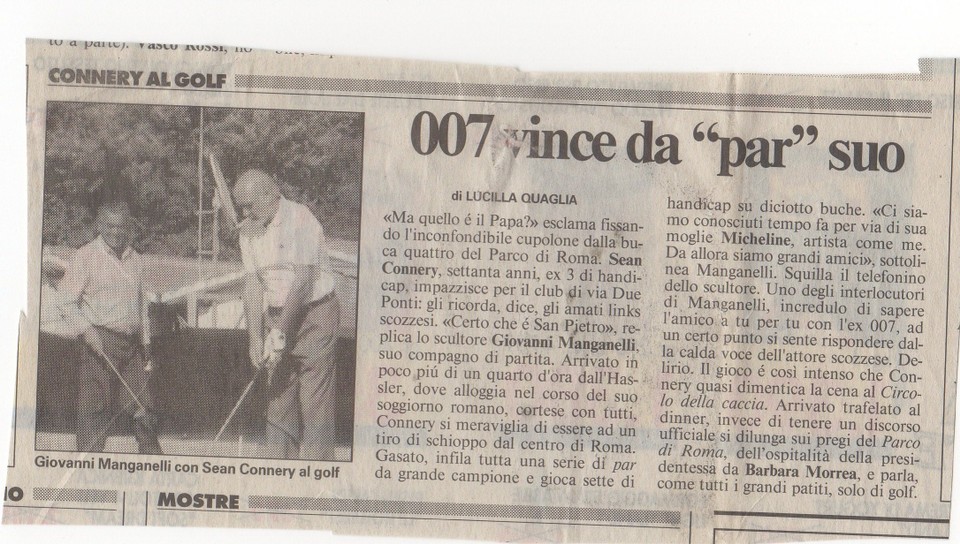 to a parte). Vasco Rossi, no
CONNERY AL GOLF
007 vince da “par” suo
di LUCILLA QUAGLIA
«Ma quello é il Papa?» esclama fissan-
do l'inconfondibile cupolone dalla bu-
ca quattro del Parco di Roma. Sean
Connery, settanta anni, ex 3 di handi-
cap, impazzisce per il club di via Due
Ponti: gli ricorda, dice, gli amati links
scozzesi. «Certo che é San Pjetro», re-
plica lo scultore Giovanni Manganelli,
suo compagno di partita. Arrivato in
poco piú di un quarto d'ora dall'Has-
sler, dove alloggia nel corso del suo
soggiorno romano, cortese con tutti,
Connery si meraviglia di essere ad un
tiro di schioppo dal centro di Roma.
Gasato, infila tutta una serie di par
da grande campione e gioca sette di
handicap su diciotto buche. «Ci sia-
mo conosciuti tempo fa per via di sua
moglie Micheline, artista come me.
Da allora siamo grandi amici», sottoli-
nea Manganelli. Squilla il telefonino
dello scultore. Uno degli interlocutori
di Manganelli, incredulo di sapere
l'amico a tu per tu con l'ex 007, ad
un certo punto si sente rispondere dal-
la calda voce dell'attore scozzese. De-
lirio. Il gioco é così intenso che Con-
nery quasi dimentica la cena al Circo-
lo della caccia. Arrivato trafelato al
dinner, invece di tenere un discorso
ufficiale si dilunga sui pregi del Parco
di Roma, dell'ospitalità della presi-
dentessa da Barbara Morrea, e parla,
come tutti i grandi patiti, solo di golf.
Giovanni Manganelli con Sean Connery al golf
IO
MOSTRE